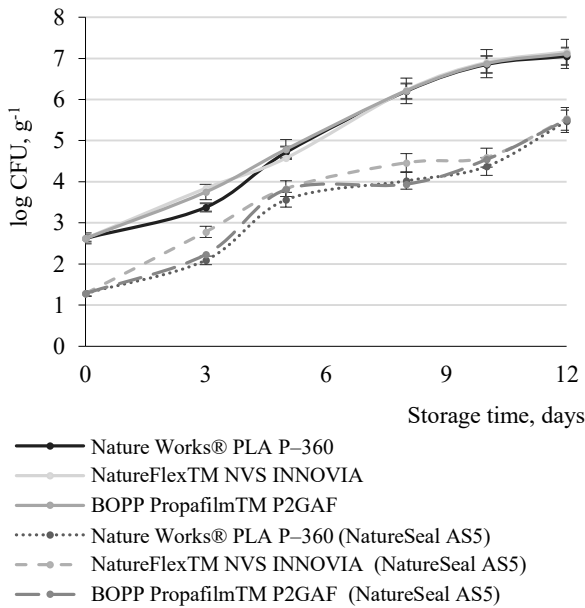 8
7
6
5
4
3
2
1
0
log CFU, g-1
0 3 6 9 12
Storage time, days
Nature Works® PLA P–360
NatureFlexTM NVS INNOVIA
BOPP PropafilmTM P2GAF
Nature Works® PLA P–360 (NatureSeal AS5)
NatureFlexTM NVS INNOVIA (NatureSeal AS5)
BOPP PropafilmTM P2GAF (NatureSeal AS5)